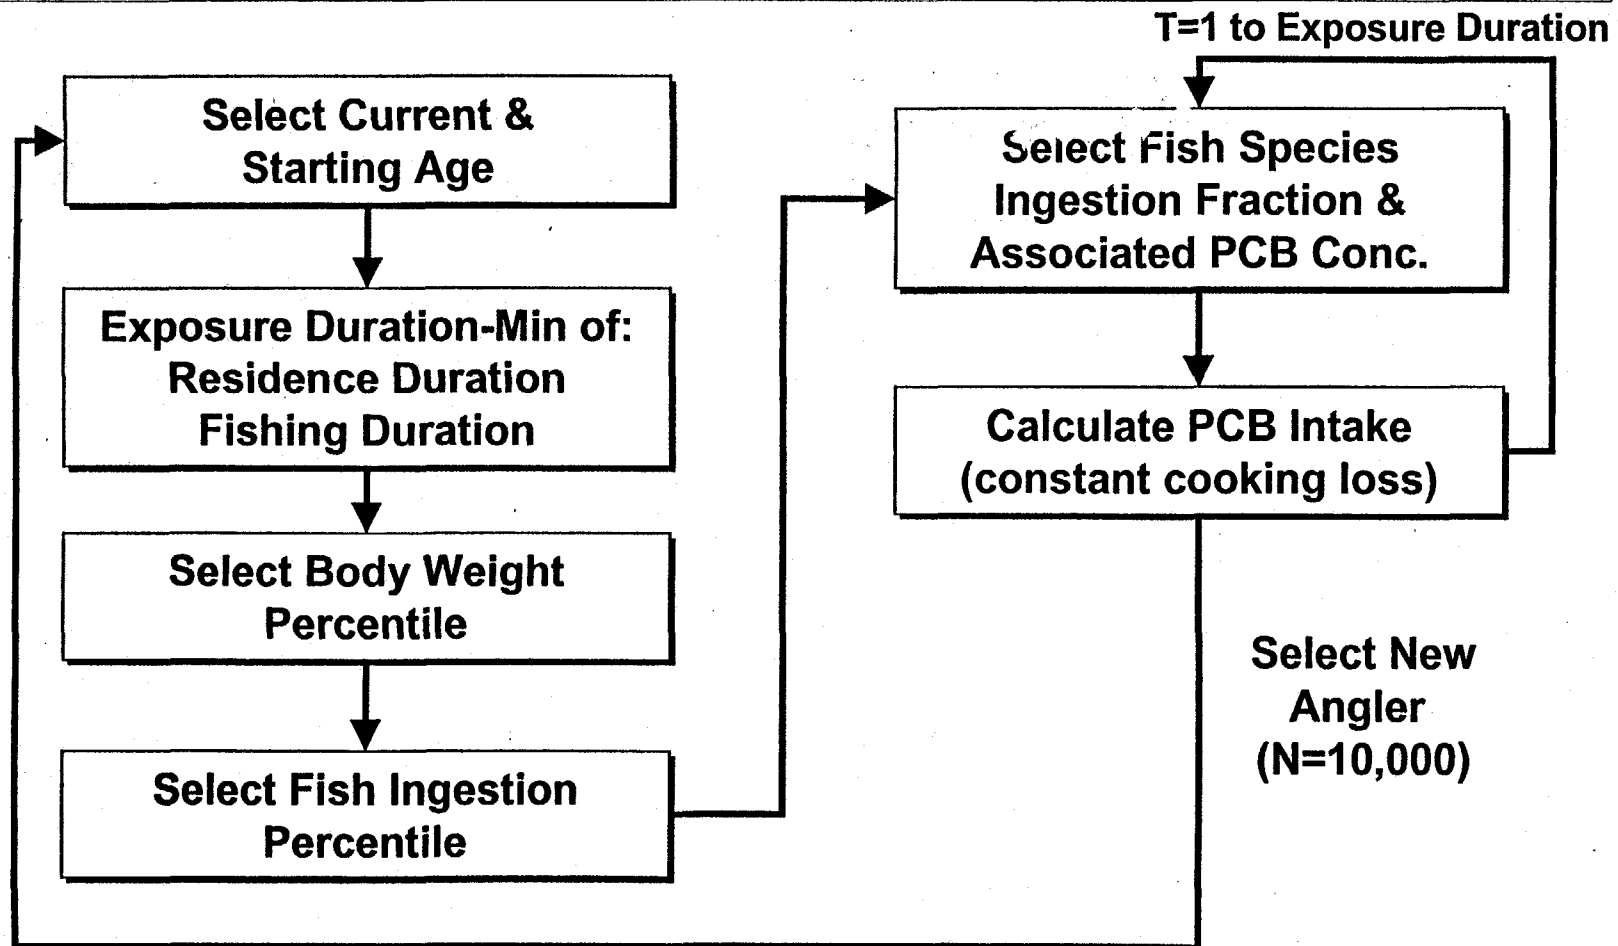 T=1 to Exposure Duration
Select Current &
Starting Age
Exposure Duration-Min of:
Residence Duration
Fishing Duration
Select Body Weight
Percentile
Select Fish Ingestion
Percentile
Select Fish Species
Ingestion Fraction &
Associated PCB Conc.
Calculate PCB Intake
(constant cooking loss)
Select New
Angler
(N=10,000)